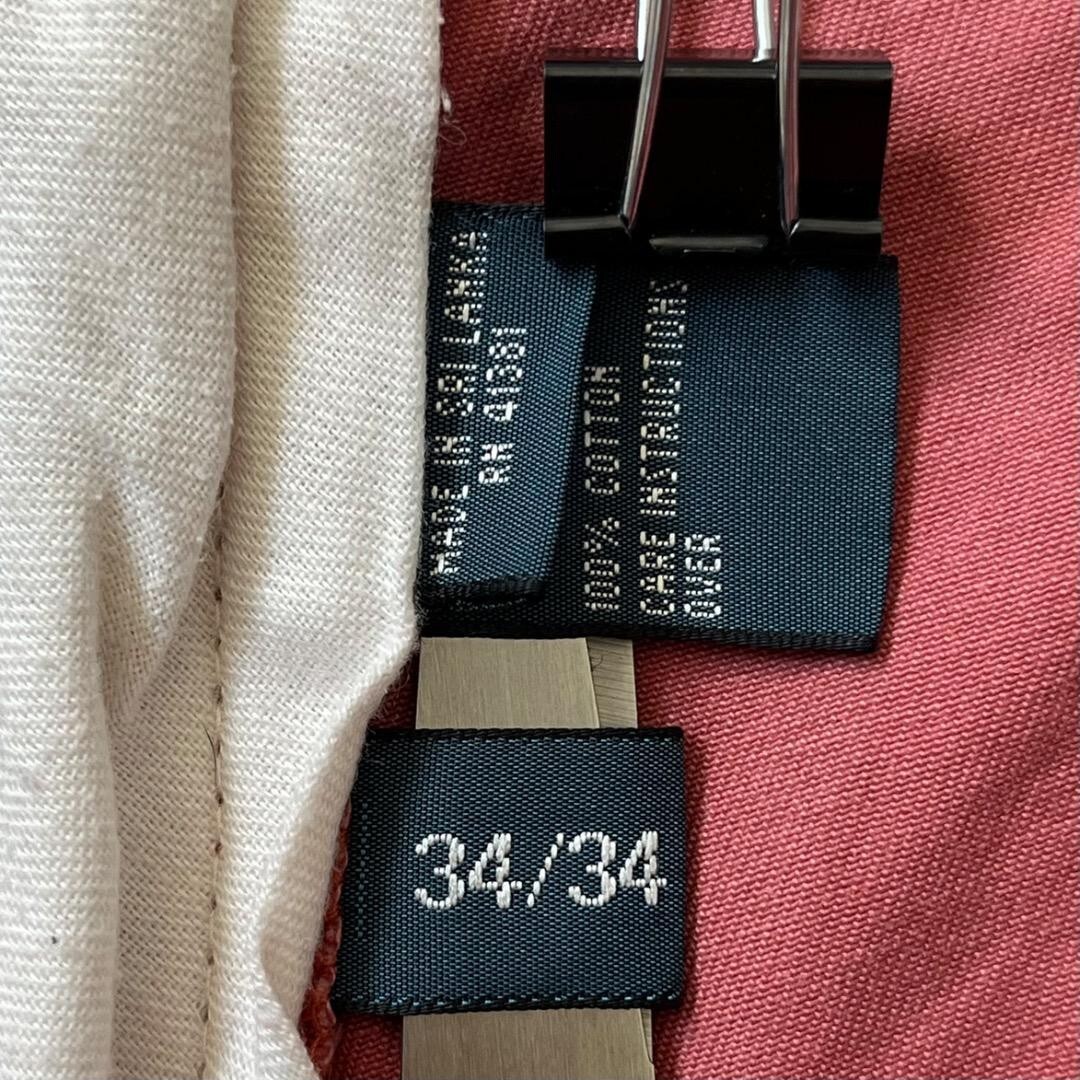 MADE IN SRI LANKA
RN 41381
100% COTTON
CARE INSTRUCTIONS
OVER
34/34